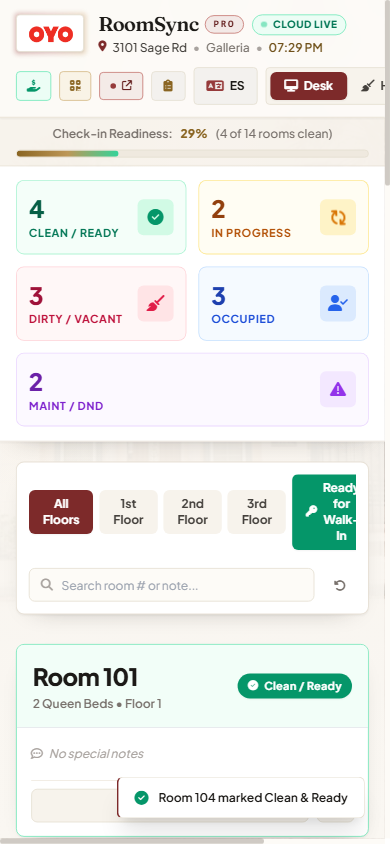 OYO
RoomSync PRO CLOUD LIVE
3101 Sage Rd • Galleria • 07:29 PM
ES Desk
Check-in Readiness: 29% (4 of 14 rooms clean)
4
CLEAN / READY
2
IN PROGRESS
3
DIRTY / VACANT
3
OCCUPIED
2
MAINT / DND
All
Floors
1st
Floor
2nd
Floor
3rd
Floor
Ready
for
Walk-
In
Search room # or note...
Room 101
2 Queen Beds • Floor 1
Clean / Ready
No special notes
Room 104 marked Clean & Ready